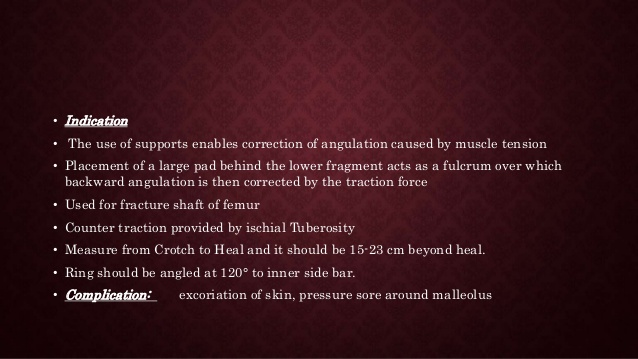 • Indication
• The use of supports enables correction of angulation caused by muscle tension
• Placement of a large pad behind the lower fragment acts as a fulcrum over which
backward angulation is then corrected by the traction force
• Used for fracture shaft of femur
• Counter traction provided by ischial Tuberosity
• Measure from Crotch to Heal and it should be 15-23 cm beyond heal.
• Ring should be angled at 120° to inner side bar.
• Complication: excoriation of skin, pressure sore around malleolus